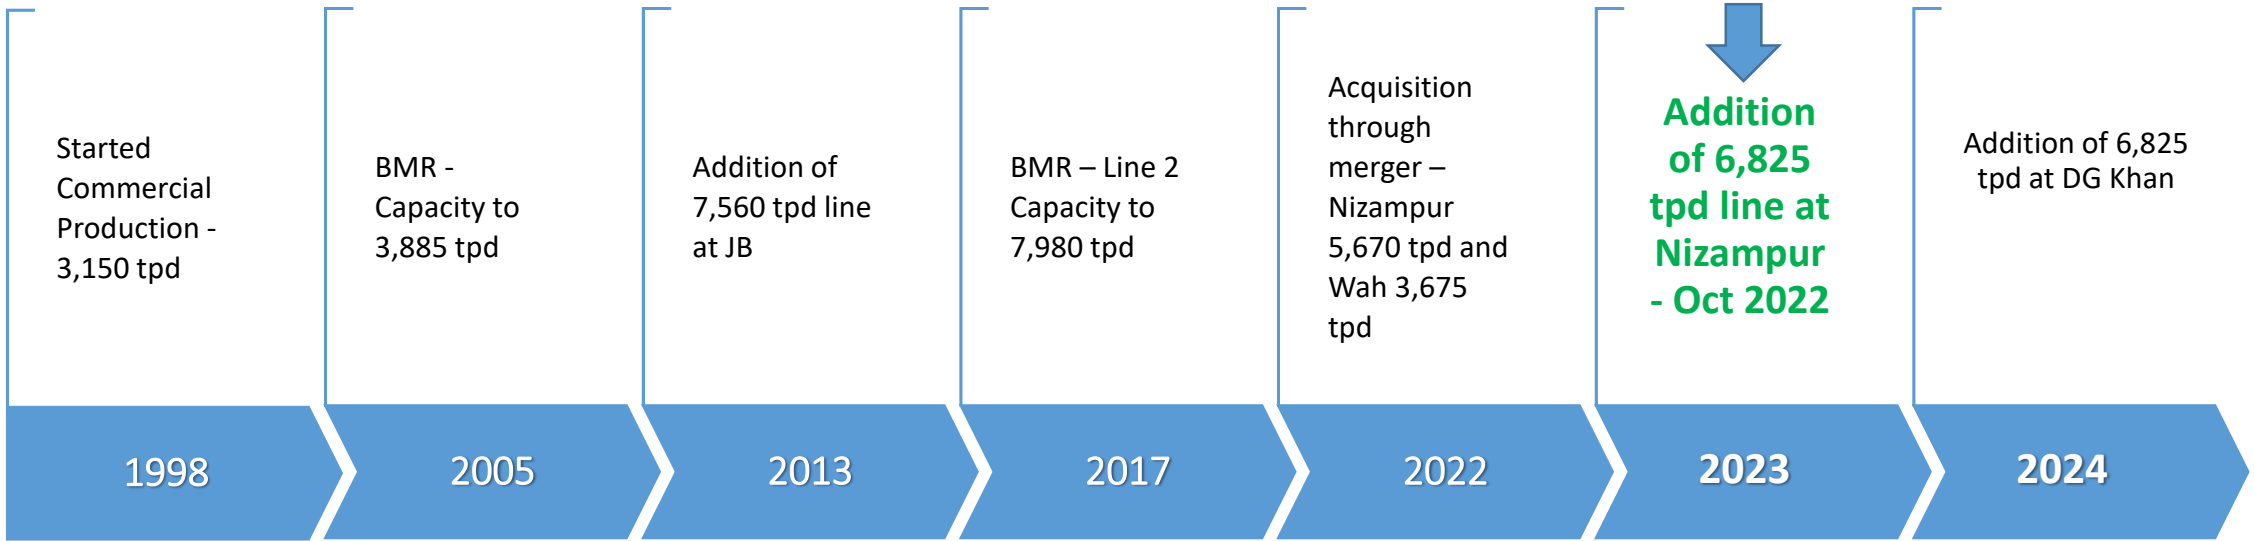 Started
Commercial
Production -
3,150 tpd
BMR -
Capacity to
3,885 tpd
Addition of
7,560 tpd line
at JB
BMR – Line 2
Capacity to
7,980 tpd
Acquisition
through
merger –
Nizampur
5,670 tpd and
Wah 3,675
tpd
Addition
of 6,825
tpd line at
Nizampur
- Oct 2022
Addition of 6,825
tpd at DG Khan
1998
2005
2013
2017
2022
2023
2024